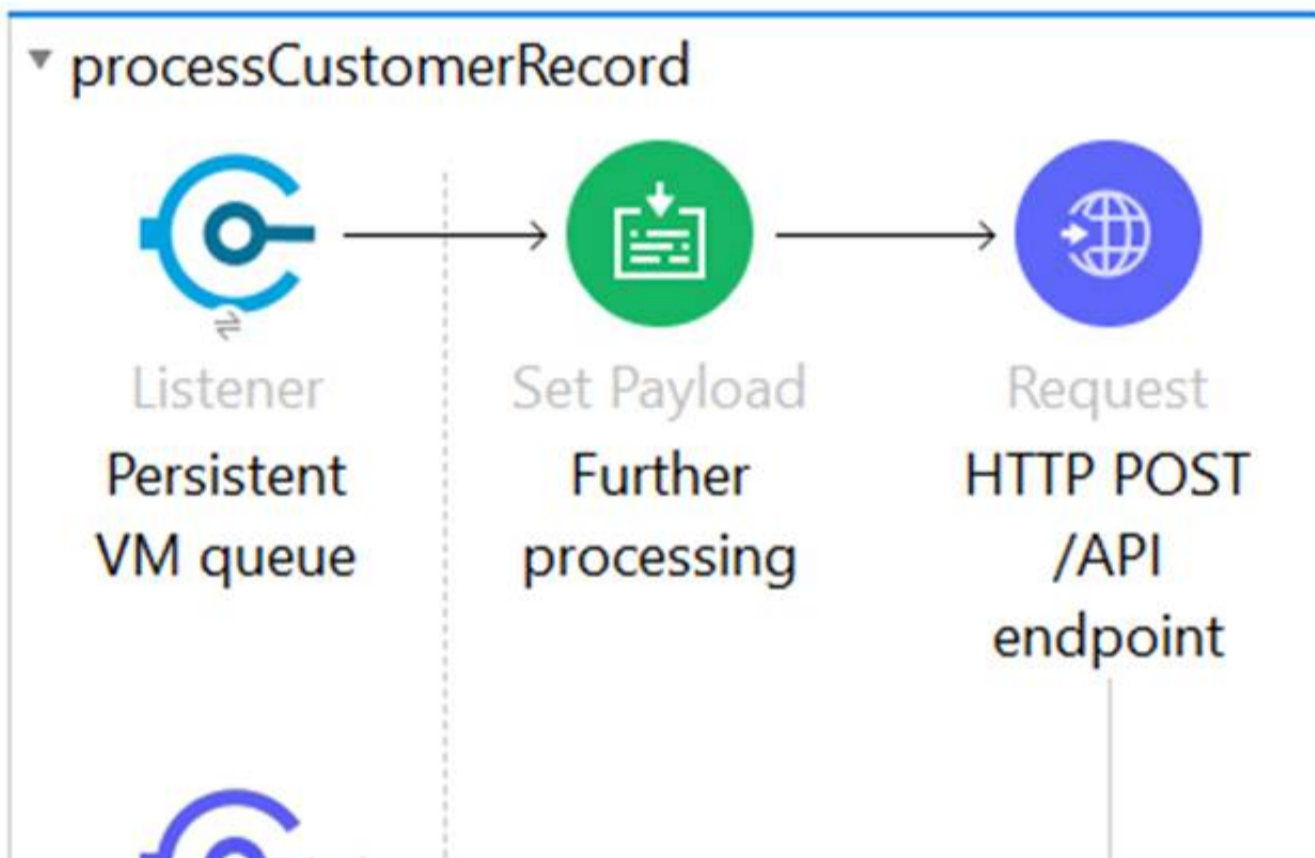 processCustomerRecord
Listener
Set Payload
Request
Persistent
VM queue
Further
processing
HTTP POST
/API
endpoint